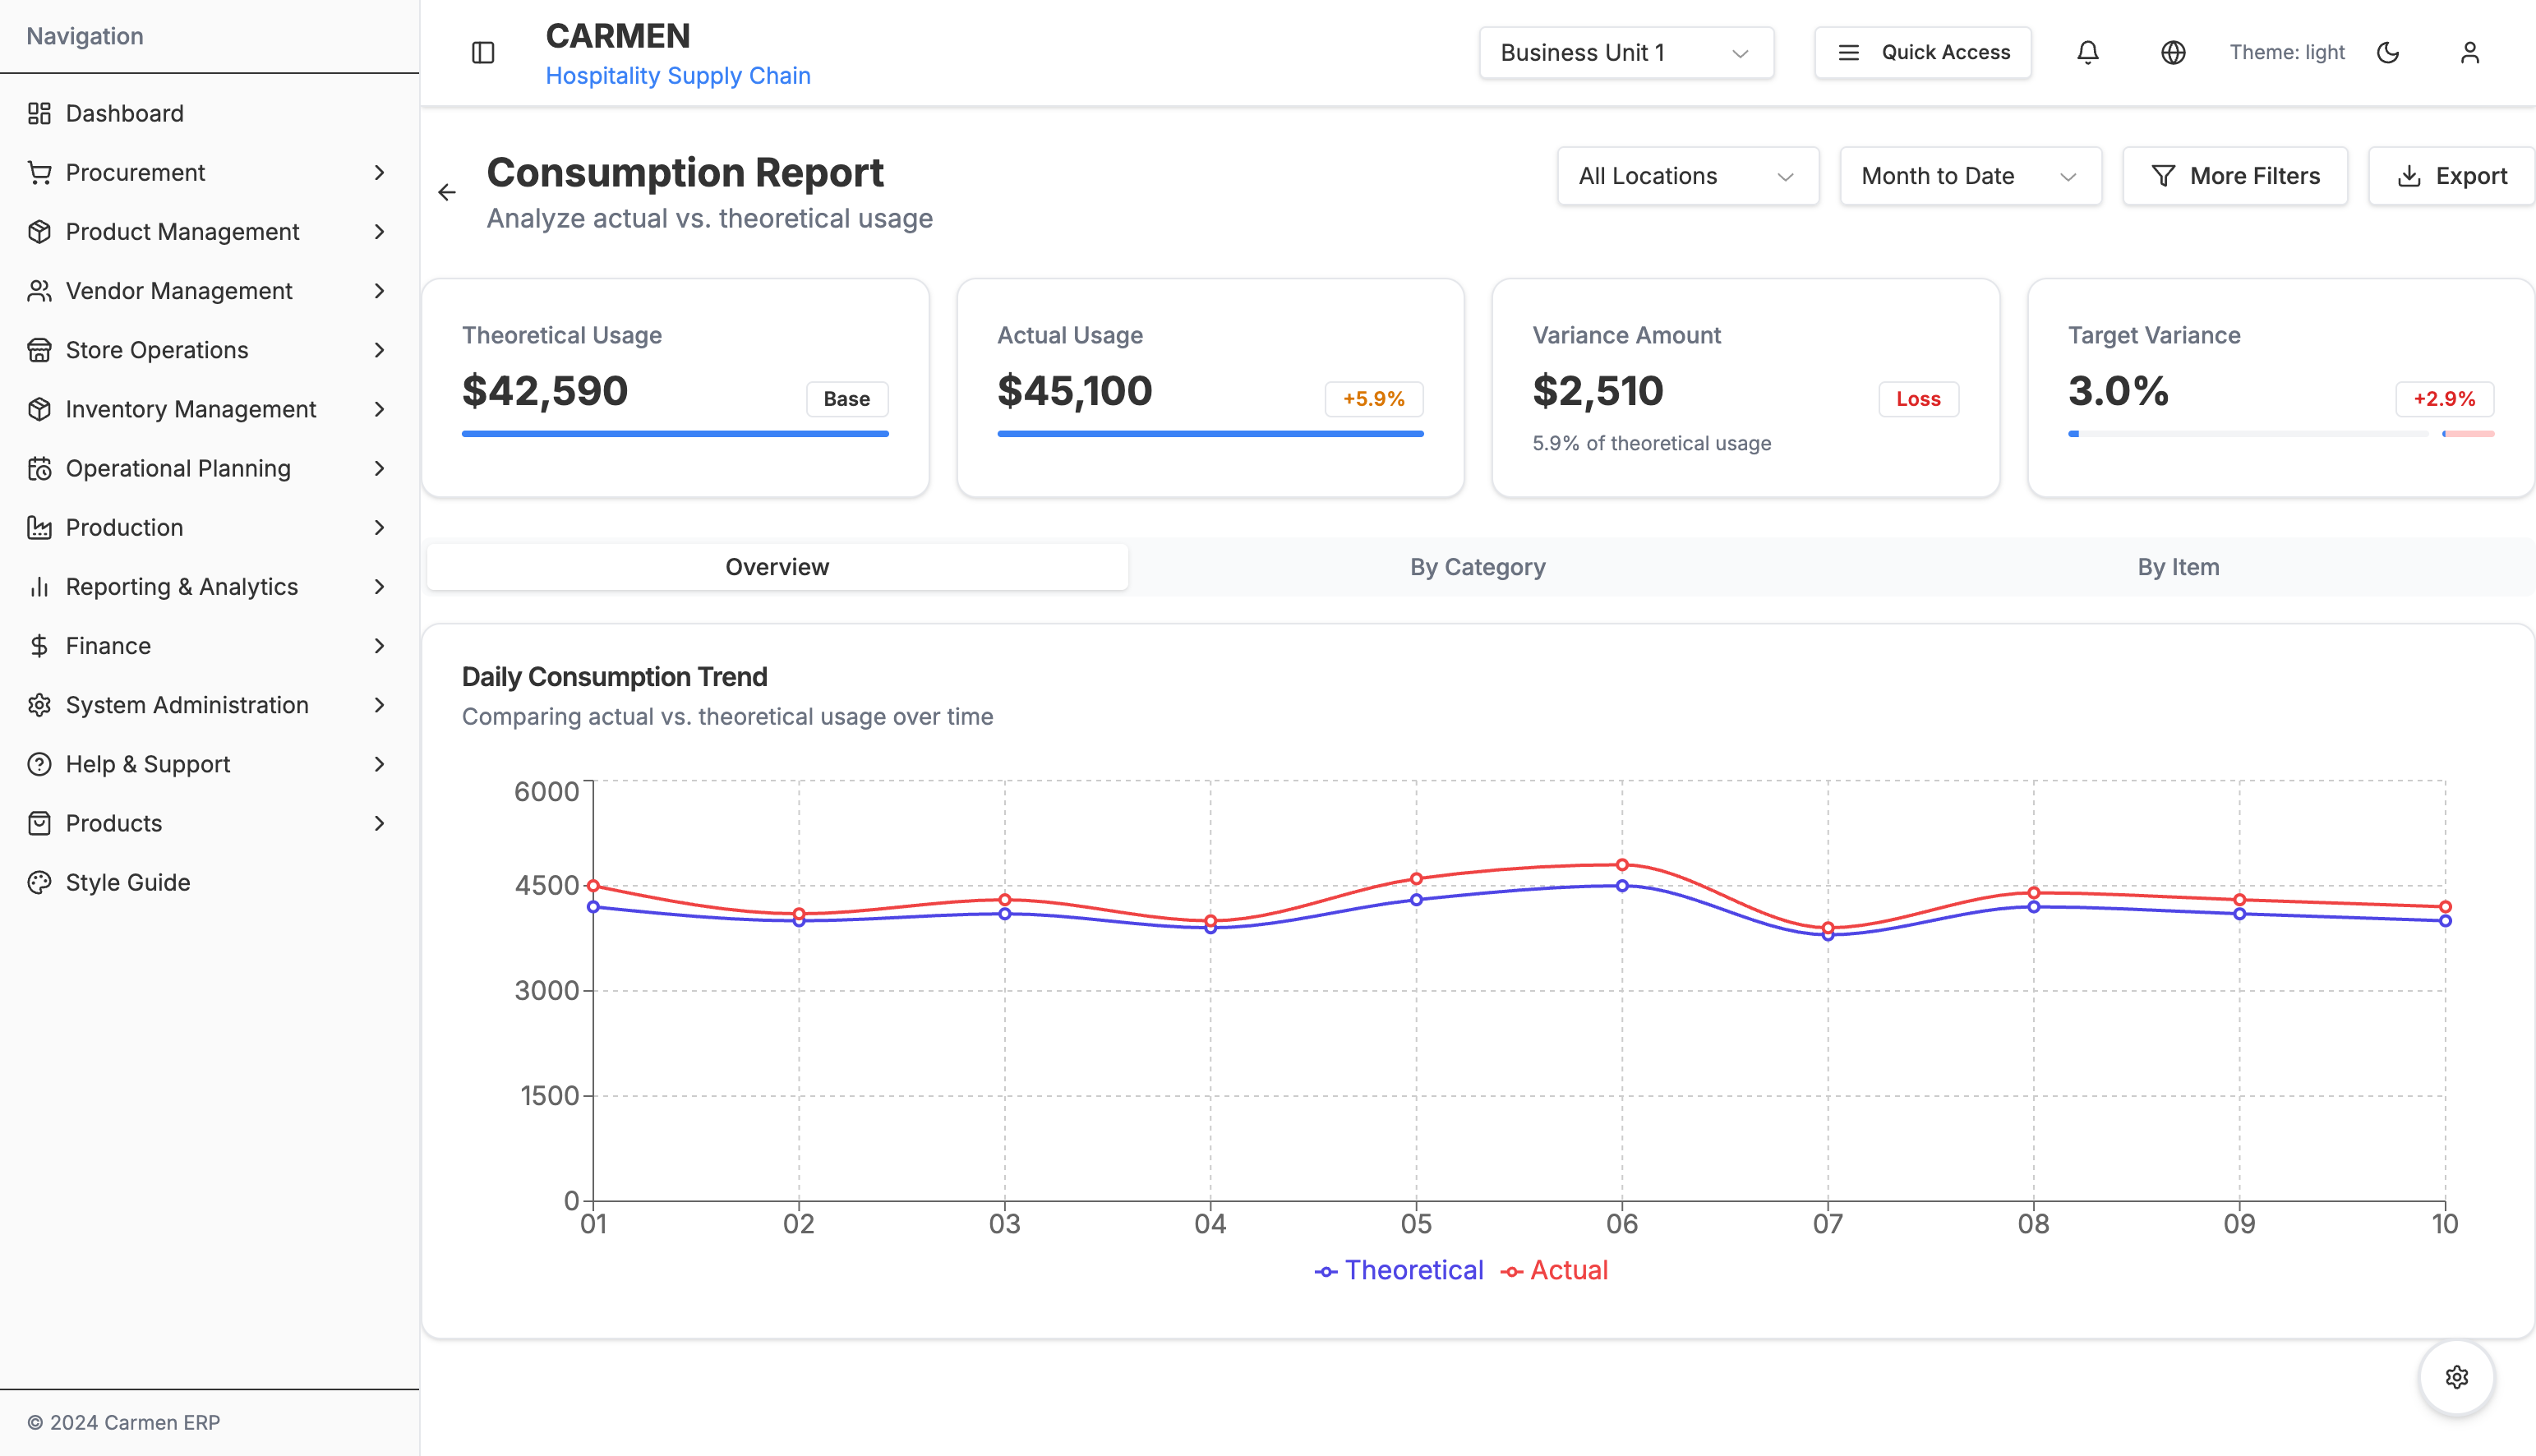 Navigation
Dashboard
Procurement
Product Management
Vendor Management
Store Operations
Inventory Management
Operational Planning
Production
Reporting & Analytics
Finance
System Administration
Help & Support
Products
Style Guide
© 2024 Carmen ERP
CARMEN
Hospitality Supply Chain
Business Unit 1
Quick Access
Theme: light
Consumption Report
Analyze actual vs. theoretical usage
All Locations
Month to Date
More Filters
Export
Theoretical Usage
$42,590
Base
Actual Usage
$45,100
+5.9%
Variance Amount
$2,510
Loss
5.9% of theoretical usage
Target Variance
3.0%
+2.9%
Overview
By Category
By Item
Daily Consumption Trend
Comparing actual vs. theoretical usage over time
6000
4500
3000
1500
0
01 02 03 04 05 06 07 08 09 10
Theoretical Actual